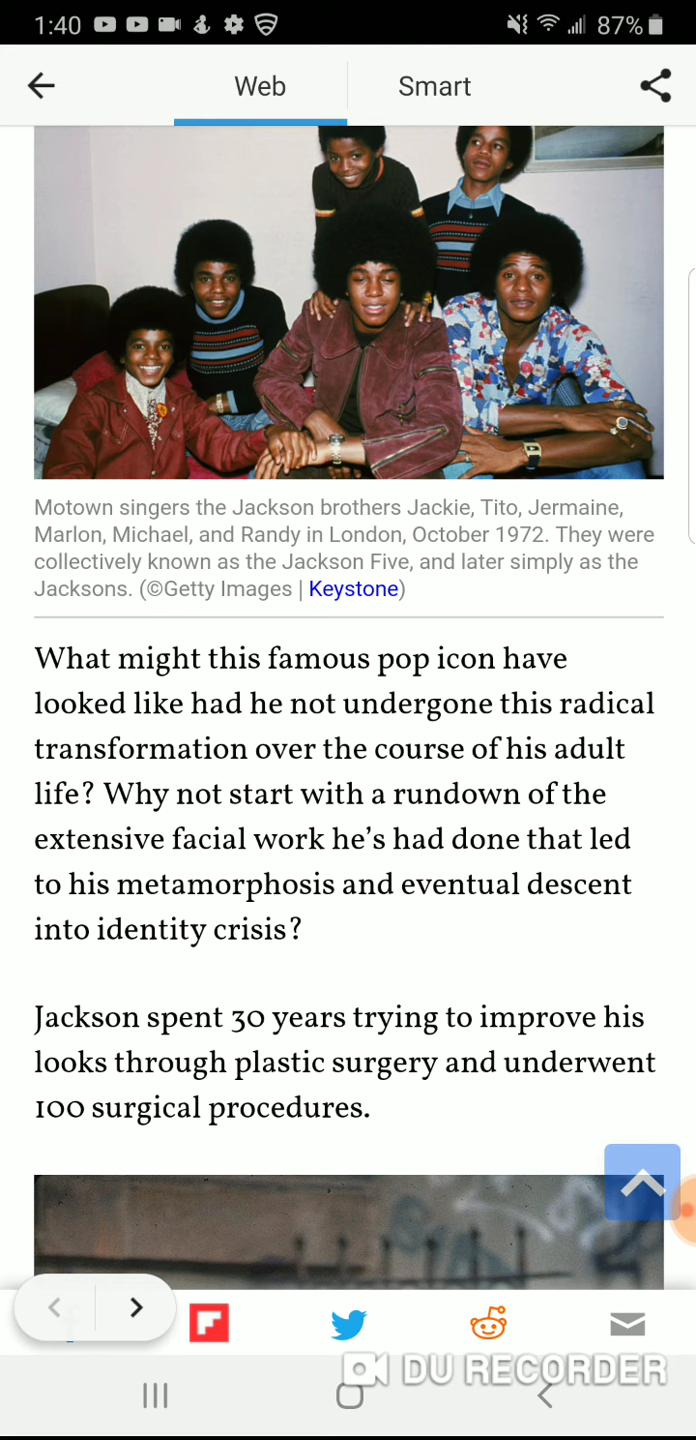 1:40
87%
Web
Smart
Motown singers the Jackson brothers Jackie, Tito, Jermaine,
Marlon, Michael, and Randy in London, October 1972. They were
collectively known as the Jackson Five, and later simply as the
Jacksons. (©Getty Images | Keystone)
What might this famous pop icon have
looked like had he not undergone this radical
transformation over the course of his adult
life? Why not start with a rundown of the
extensive facial work he’s had done that led
to his metamorphosis and eventual descent
into identity crisis?
Jackson spent 30 years trying to improve his
looks through plastic surgery and underwent
100 surgical procedures.
DU RECORDER